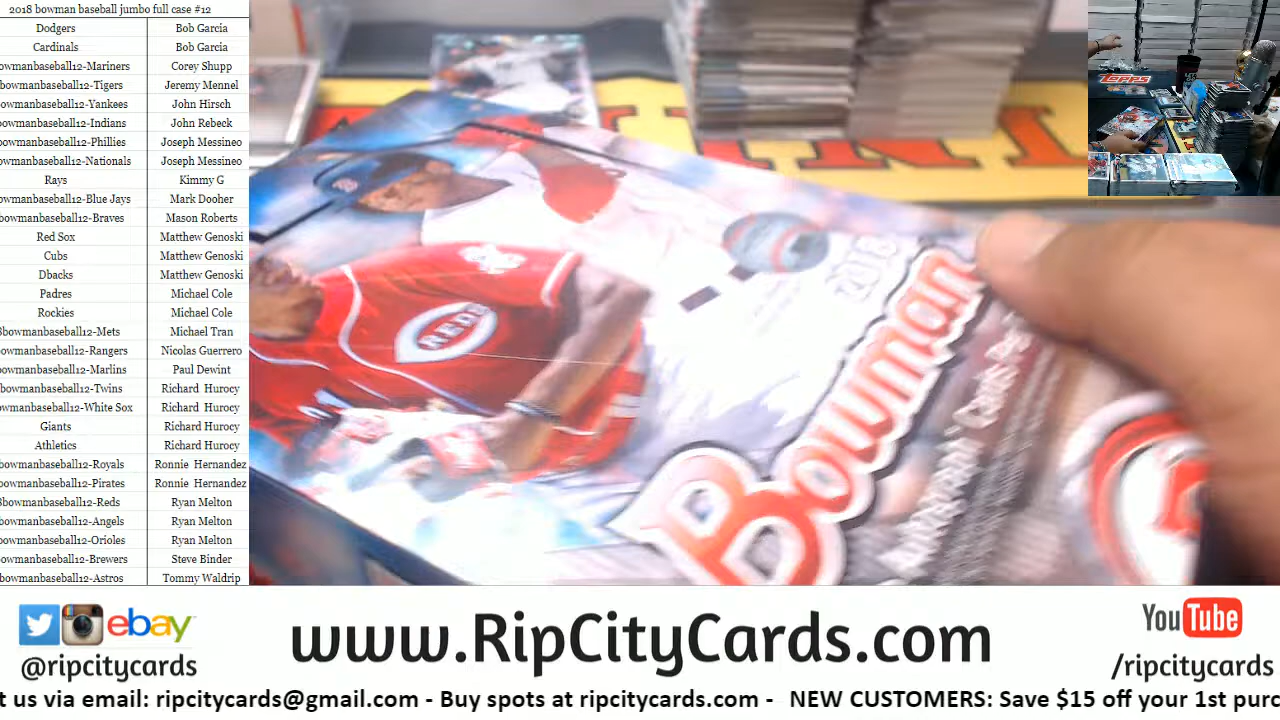 2018 bowman baseball jumbo full case #12
Dodgers Bob Garcia
Cardinals Bob Garcia
owmanbaseball12-Mariners Corey Shupp
bowmanbaseball12-Tigers Jeremy Mennel
owmanbaseball12-Yankees John Hirsch
owmanbaseball12-Indians John Rebeck
owmanbaseball12-Phillies Joseph Messineo
wmanbaseball12-Nationals Joseph Messineo
Rays Kimmy G
wmanbaseball12-Blue Jays Mark Dooher
owmanbaseball12-Braves Mason Roberts
Red Sox Matthew Genoski
Cubs Matthew Genoski
Dbacks Matthew Genoski
Padres Michael Cole
Rockies Michael Cole
8bowmanbaseball12-Mets Michael Tran
owmanbaseball12-Rangers Nicolas Guerrero
owmanbaseball12-Marlins Paul Dewint
bowmanbaseball12-Twins Richard Hurocy
owmanbaseball12-White Sox Richard Hurocy
Giants Richard Hurocy
Athletics Richard Hurocy
owmanbaseball12-Royals Ronnie Hernandez
owmanbaseball12-Pirates Ronnie Hernandez
8bowmanbaseball12-Reds Ryan Melton
owmanbaseball12-Angels Ryan Melton
owmanbaseball12-Orioles Ryan Melton
owmanbaseball12-Brewers Steve Binder
owmanbaseball12-Astros Tommy Waldrip
REDS
2018
Bowman
TOPPS
ebay
@ripcitycards
www.RipCityCards.com
YouTube
/ripcitycards
t us via email: ripcitycards@gmail.com - Buy spots at ripcitycards.com - NEW CUSTOMERS: Save $15 off your 1st purc